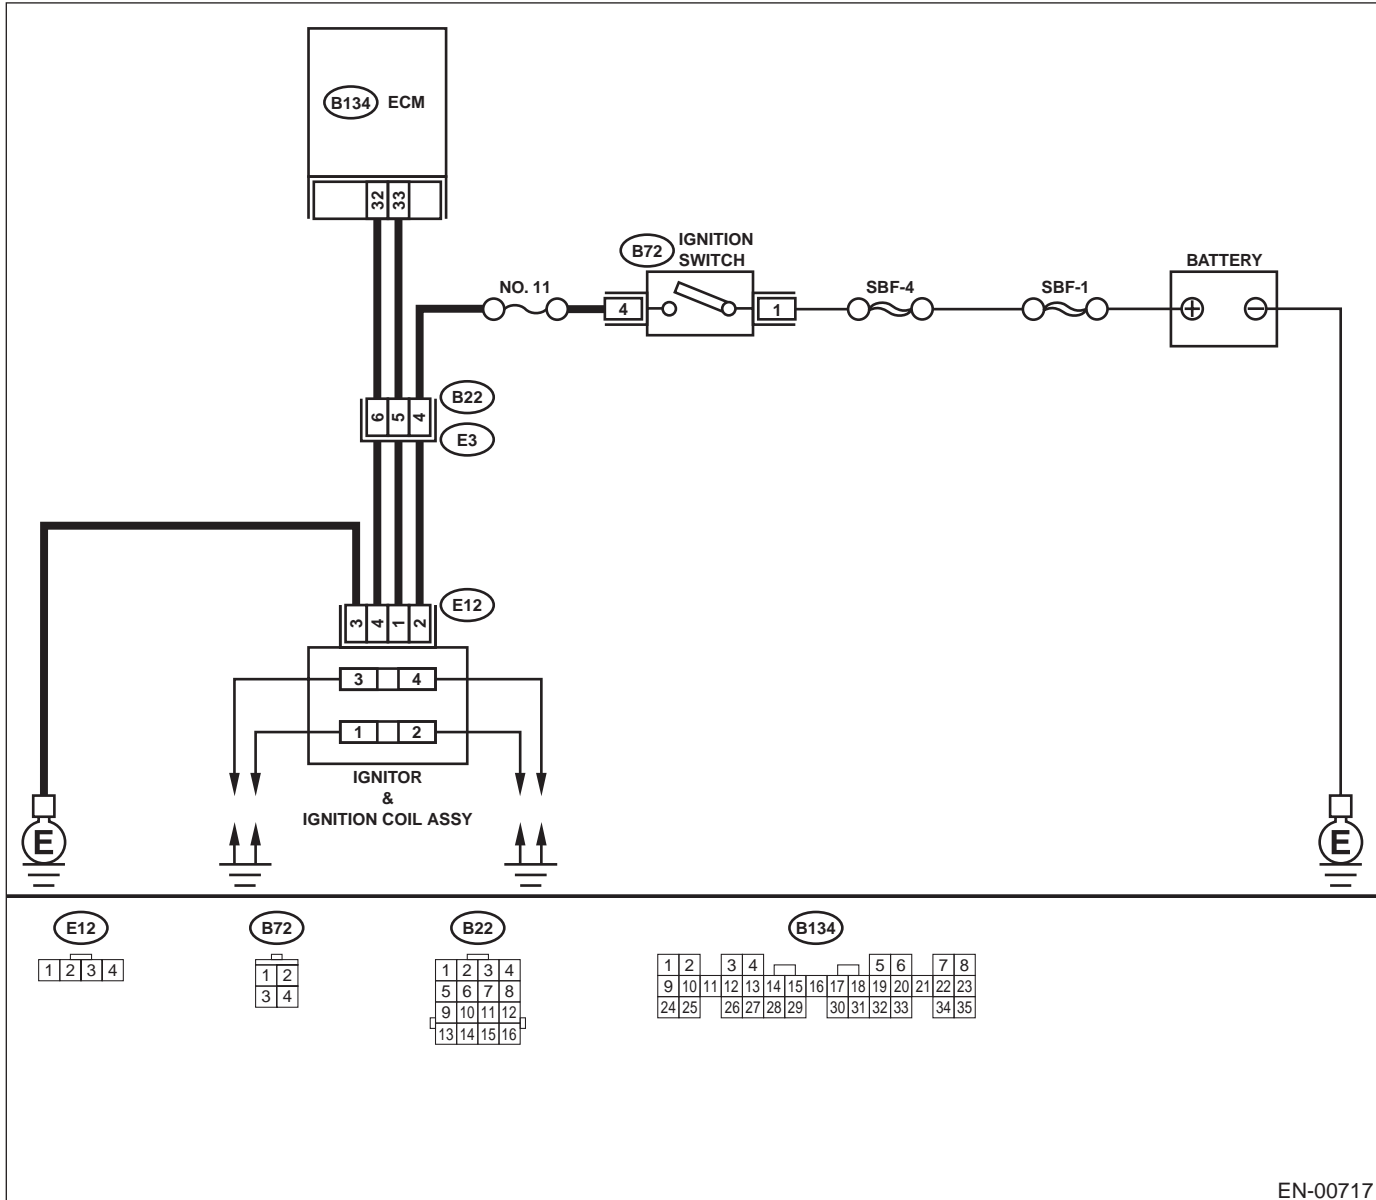 B134 ECM
32 33
B72 IGNITION
SWITCH
BATTERY
NO. 11
SBF-4
SBF-1
4
1
+
−
B22
6 5 4
E3
E12
3 4 1 2
3 4
1 2
IGNITOR
&
IGNITION COIL ASSY
E
E
E12
B72
B22
B134
1 2 3 4
1 2
3 4
1 2 3 4
5 6 7 8
9 10 11 12
13 14 15 16
1 2 3 4 5 6 7 8
9 10 11 12 13 14 15 16 17 18 19 20 21 22 23
24 25 26 27 28 29 30 31 32 33 34 35
EN-00717